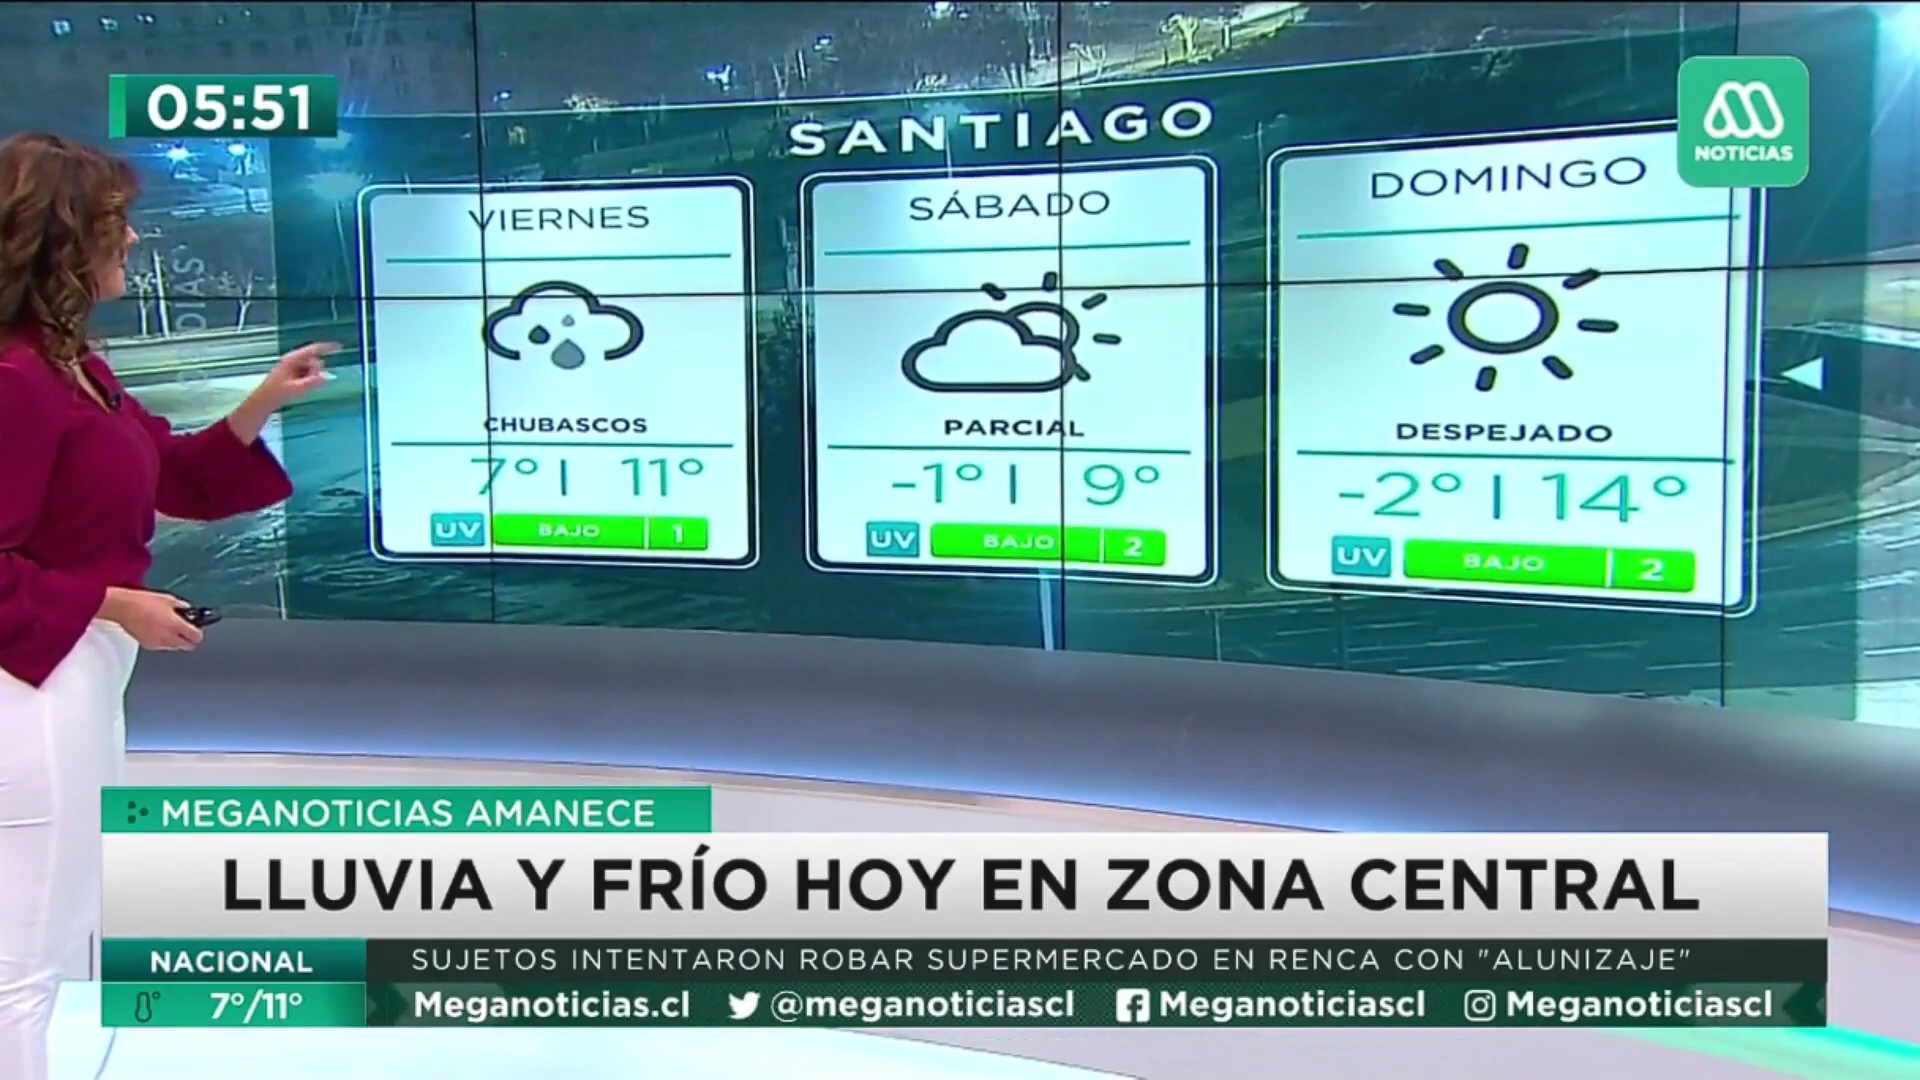 05:51
SANTIAGO
NOTICIAS
DÍAS
VIERNES
CHUBASCOS
7° | 11°
UV BAJO 1
SÁBADO
PARCIAL
-1° | 9°
UV BAJO 2
DOMINGO
DESPEJADO
-2° | 14°
UV BAJO 2
MEGANOTICIAS AMANECE
LLUVIA Y FRÍO HOY EN ZONA CENTRAL
NACIONAL
SUJETOS INTENTARON ROBAR SUPERMERCADO EN RENCA CON "ALUNIZAJE"
7°/11°
Meganoticias.cl @meganoticiascl Meganoticiascl Meganoticiascl